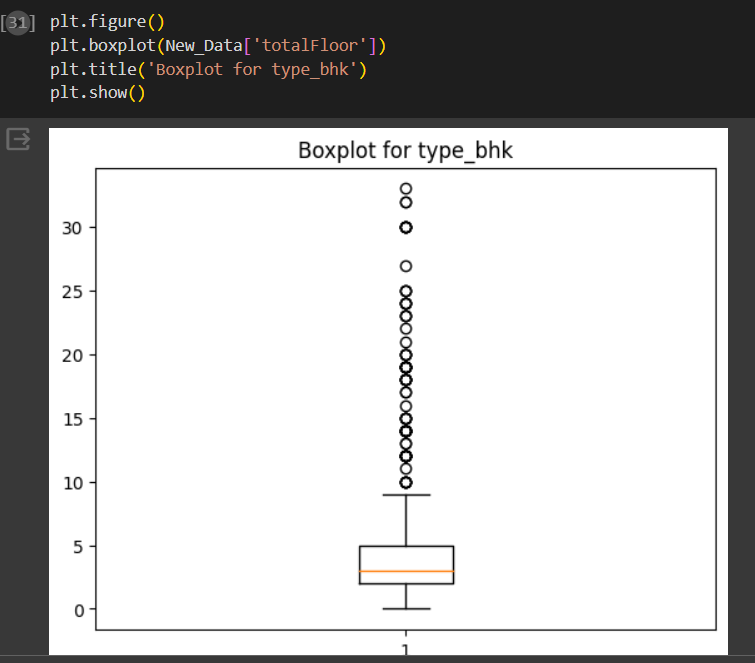 [31] plt.figure()
plt.boxplot(New_Data['totalFloor'])
plt.title('Boxplot for type_bhk')
plt.show()
Boxplot for type_bhk
30
25
20
15
10
5
0
1